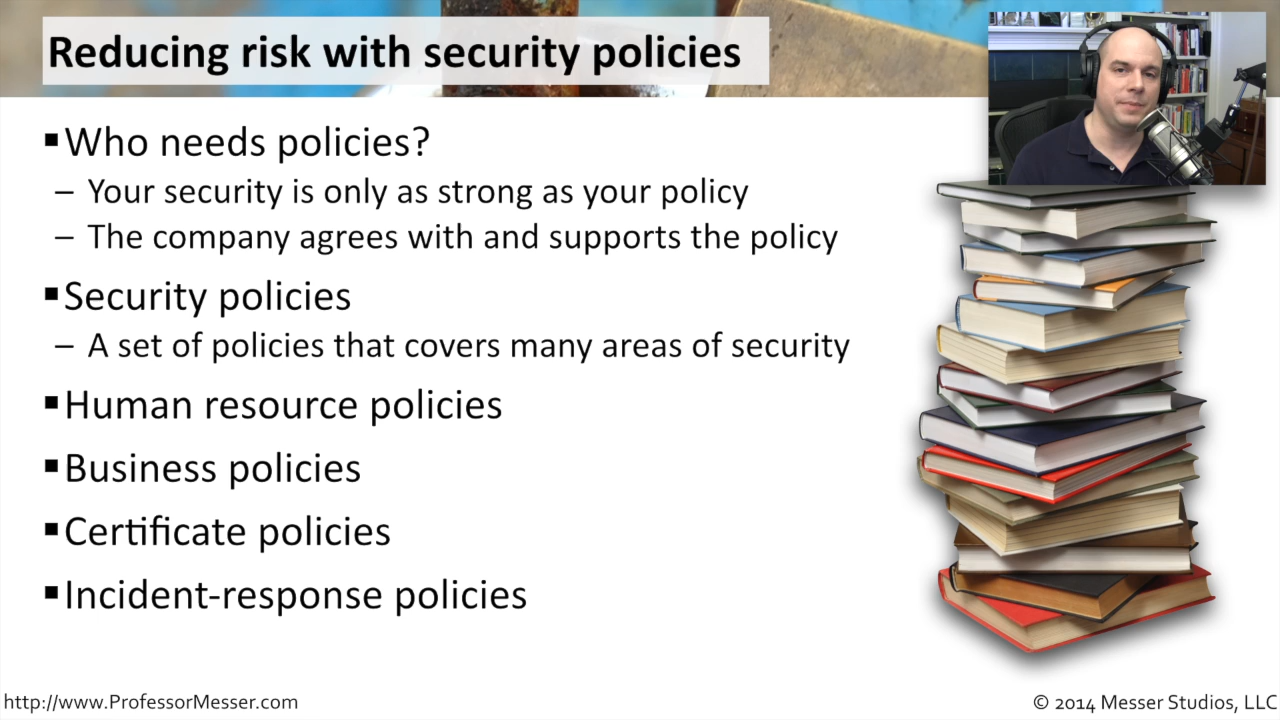 Reducing risk with security policies
▪Who needs policies?
– Your security is only as strong as your policy
– The company agrees with and supports the policy
▪Security policies
– A set of policies that covers many areas of security
▪Human resource policies
▪Business policies
▪Certificate policies
▪Incident-response policies
http://www.ProfessorMesser.com
© 2014 Messer Studios, LLC